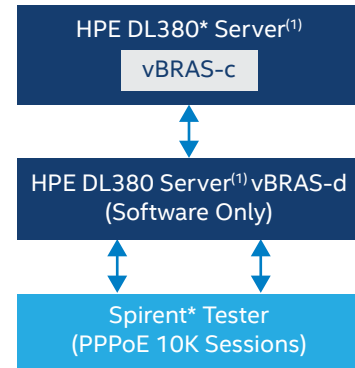 HPE DL380* Server(1)
vBRAS-c
HPE DL380 Server(1) vBRAS-d
(Software Only)
Spirent* Tester
(PPPoE 10K Sessions)